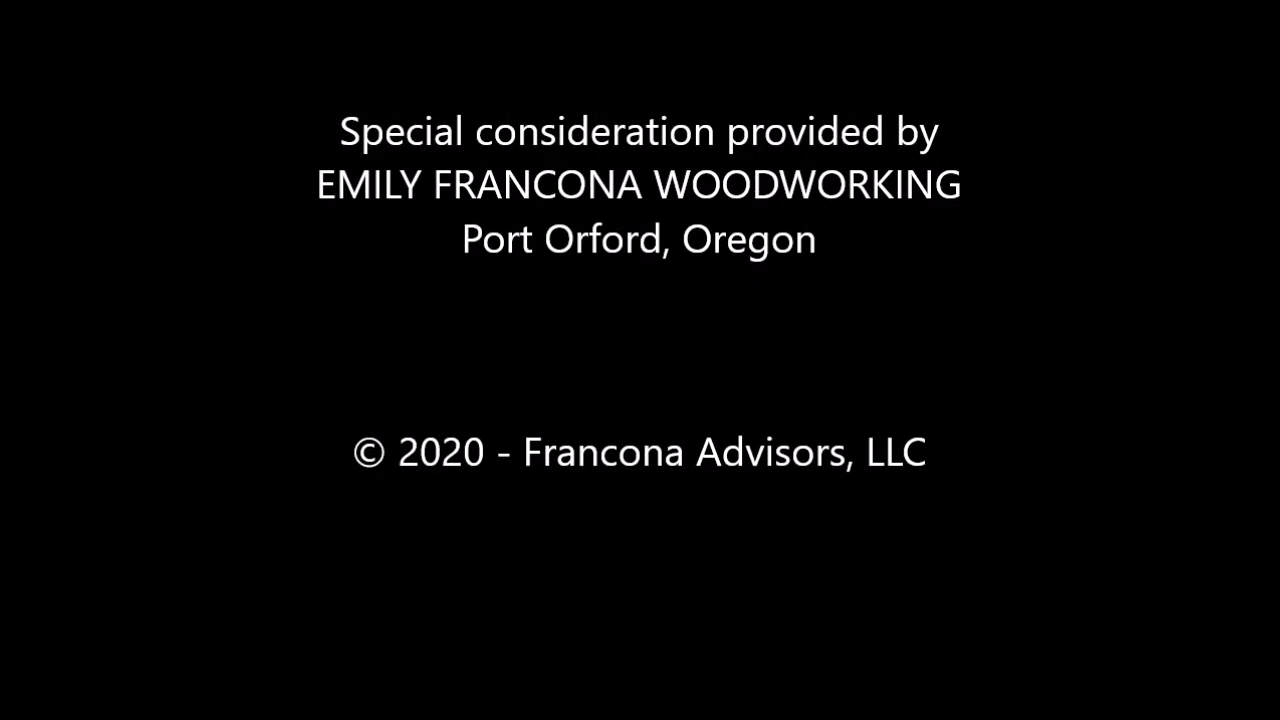 Special consideration provided by
EMILY FRANCONA WOODWORKING
Port Orford, Oregon
© 2020 - Francona Advisors, LLC